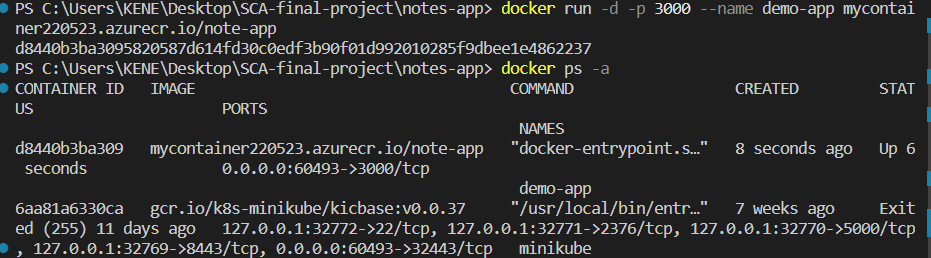 PS C:\Users\KENE\Desktop\SCA-final-project\notes-app> docker run -d -p 3000 --name demo-app mycontai
ner220523.azurecr.io/note-app
d8440b3ba3095820587d614fd30c0edf3b90f01d992010285f9dbee1e4862237
PS C:\Users\KENE\Desktop\SCA-final-project\notes-app> docker ps -a
CONTAINER ID   IMAGE                                  COMMAND                  CREATED          STAT
US                      PORTS
                                                       NAMES
d8440b3ba309   mycontainer220523.azurecr.io/note-app   "docker-entrypoint.s…"   8 seconds ago   Up 6
 seconds                0.0.0.0:60493->3000/tcp
                                                       demo-app
6aa81a6330ca   gcr.io/k8s-minikube/kicbase:v0.0.37     "/usr/local/bin/entr…"   7 weeks ago     Exit
ed (255) 11 days ago   127.0.0.1:32772->22/tcp, 127.0.0.1:32771->2376/tcp, 127.0.0.1:32770->5000/tcp
, 127.0.0.1:32769->8443/tcp, 0.0.0.0:60493->32443/tcp   minikube